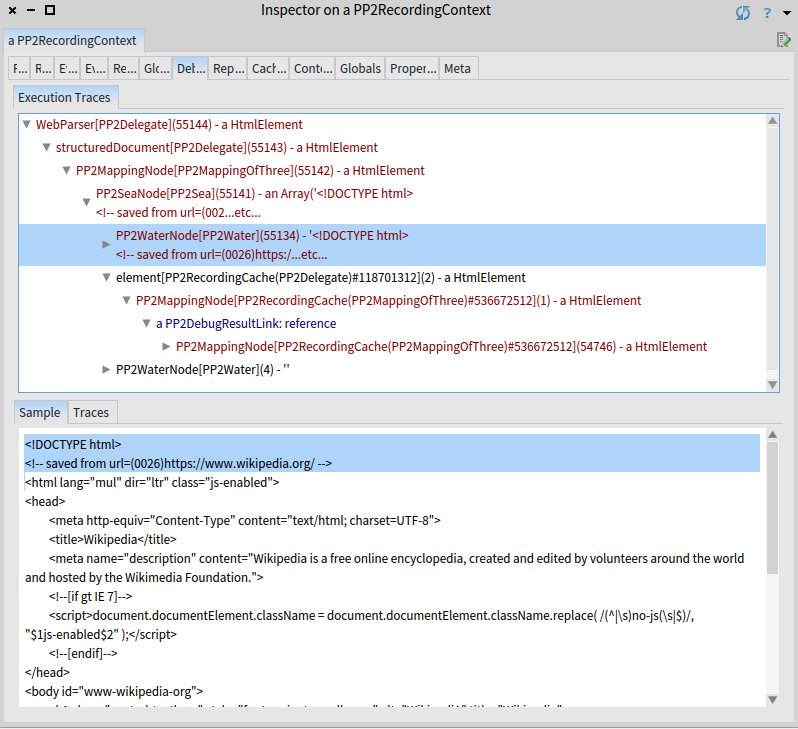 Inspector on a PP2RecordingContext
?
a PP2RecordingContext
F... R... E... E\... Re... Glo... Det... Rep... Cach... Cont... Globals Proper... Meta
Execution Traces
WebParser[PP2Delegate](55144) - a HtmlElement
structuredDocument[PP2Delegate](55143) - a HtmlElement
PP2MappingNode[PP2MappingOfThree](55142) - a HtmlElement
PP2SeaNode[PP2Sea](55141) - an Array('<!DOCTYPE html>
<!-- saved from url=(002...etc...
PP2WaterNode[PP2Water](55134) - '<!DOCTYPE html>
<!-- saved from url=(0026)https:/...etc...
element[PP2RecordingCache(PP2Delegate)#118701312](2) - a HtmlElement
PP2MappingNode[PP2RecordingCache(PP2MappingOfThree)#536672512](1) - a HtmlElement
a PP2DebugResultLink: reference
PP2MappingNode[PP2RecordingCache(PP2MappingOfThree)#536672512](54746) - a HtmlElement
PP2WaterNode[PP2Water](4) - ''
Sample Traces
<!DOCTYPE html>
<!-- saved from url=(0026)https://www.wikipedia.org/ -->
<html lang="mul" dir="ltr" class="js-enabled">
<head>
<meta http-equiv="Content-Type" content="text/html; charset=UTF-8">
<title>Wikipedia</title>
<meta name="description" content="Wikipedia is a free online encyclopedia, created and edited by volunteers around the world
and hosted by the Wikimedia Foundation.">
<!--[if gt IE 7]-->
<script>document.documentElement.className = document.documentElement.className.replace( /(^|\s)no-js(\s|$)/,
"$1js-enabled$2" );</script>
<!--[endif]-->
</head>
<body id="www-wikipedia-org">